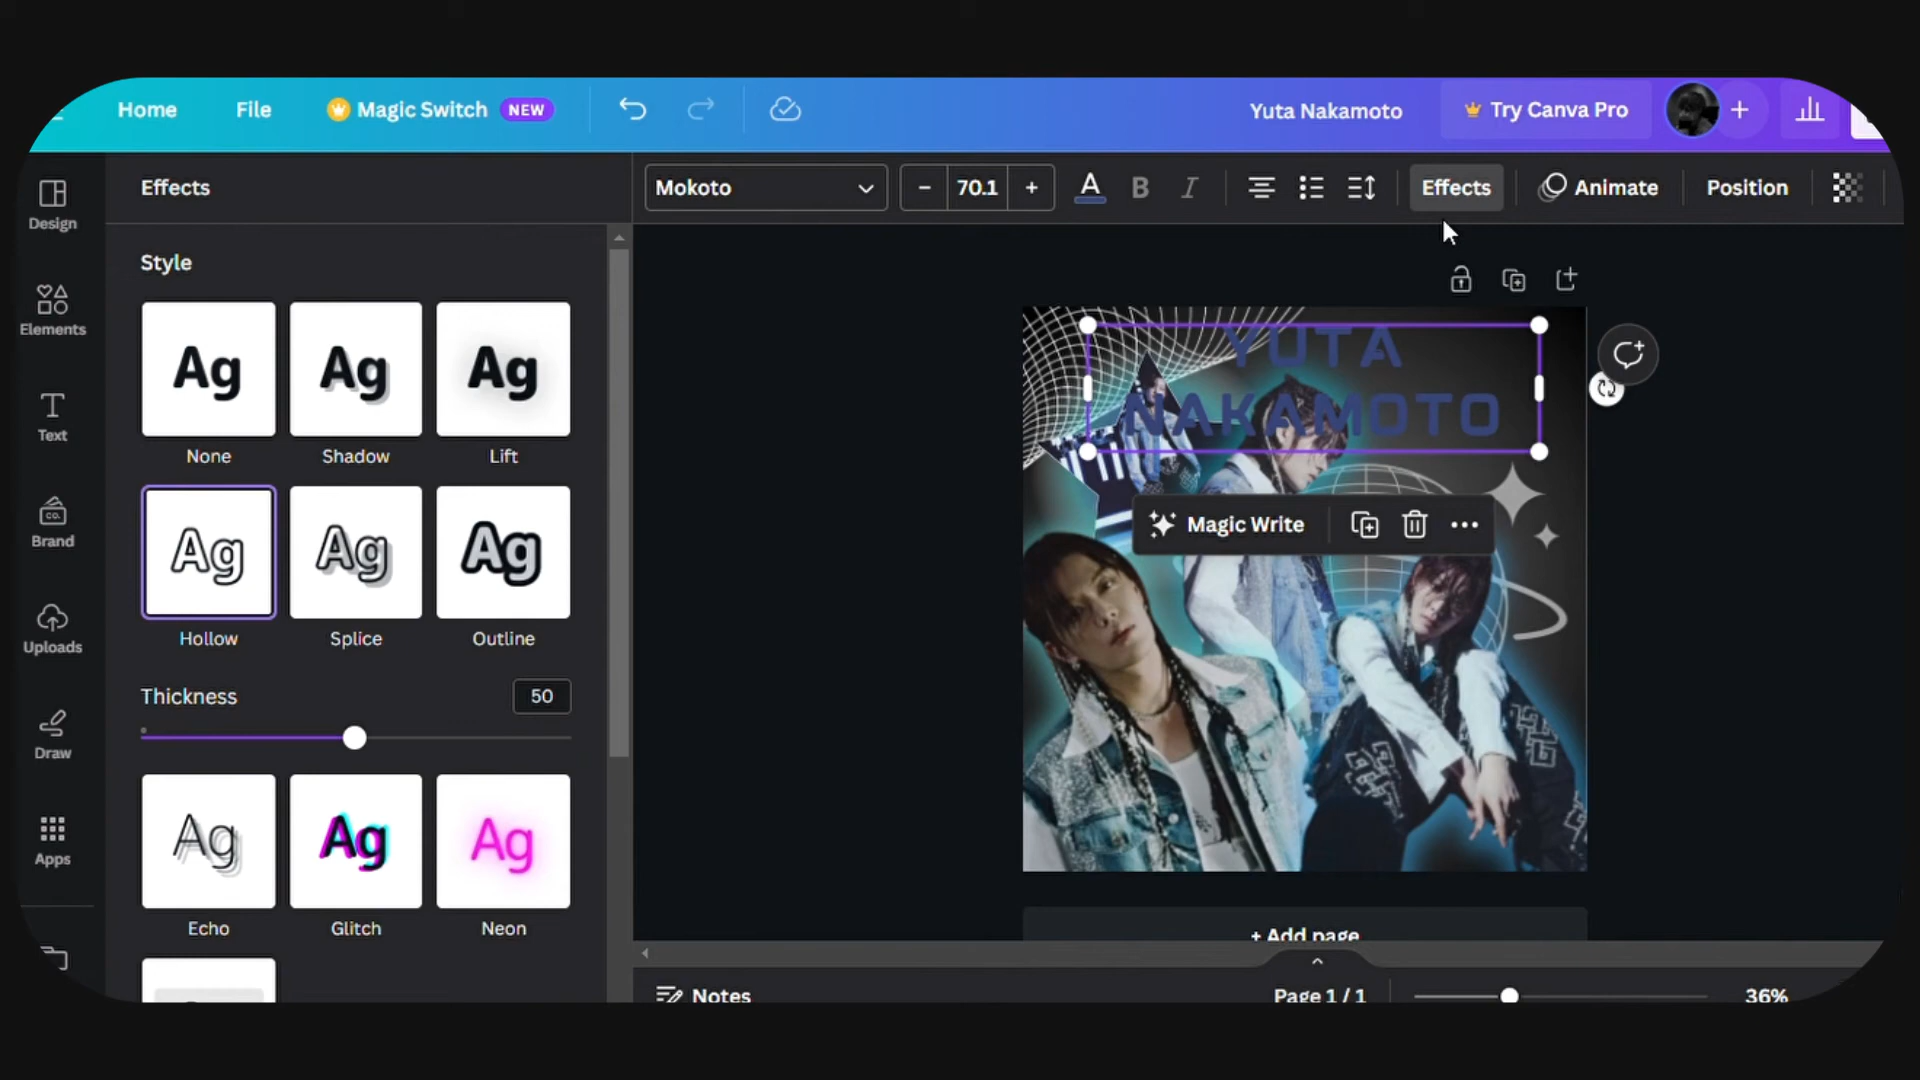 Home File Magic Switch NEW Yuta Nakamoto Try Canva Pro
Effects Mokoto 70.1 A B I Effects Animate Position
Design
Elements
Text
Brand
Uploads
Draw
Apps
Style
Ag Ag Ag
None Shadow Lift
Ag Ag Ag
Hollow Splice Outline
Thickness 50
Ag Ag Ag
Echo Glitch Neon
YUTA
NAKAMOTO
Magic Write
+ Add page
Notes Page 1 / 1 36%
CO.